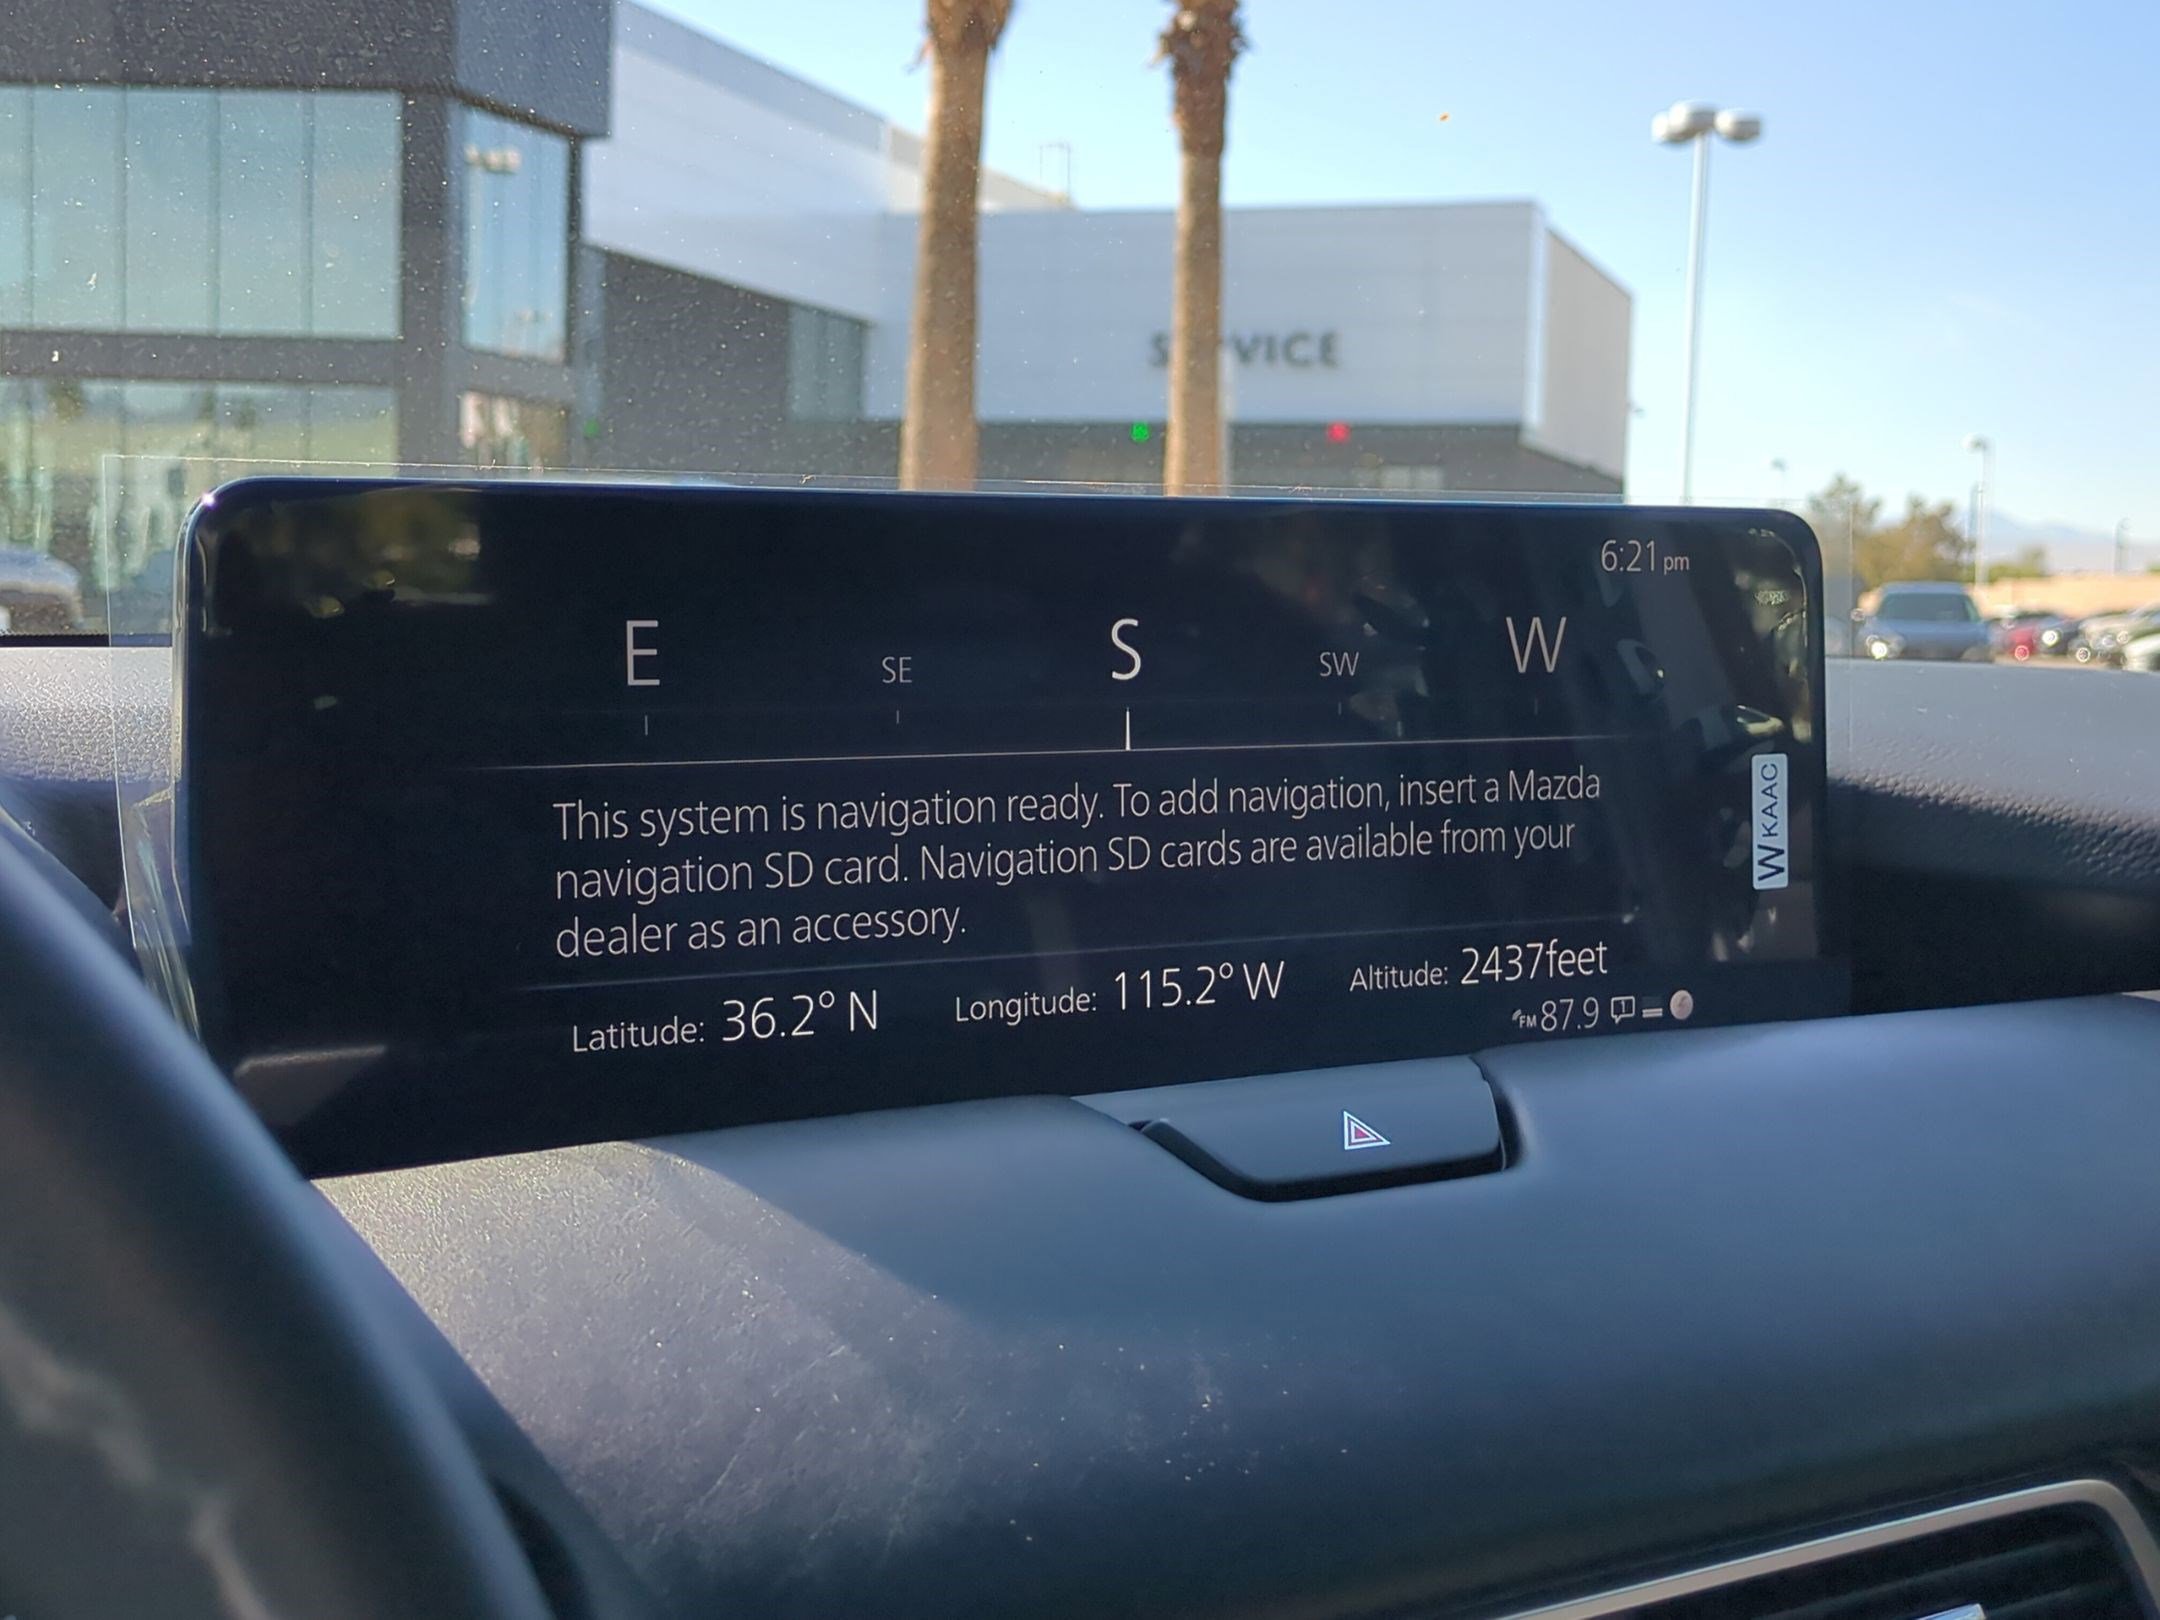 S VICE
6:21 pm
E SE S SW W
This system is navigation ready. To add navigation, insert a Mazda
navigation SD card. Navigation SD cards are available from your
dealer as an accessory.
WKAAC
Latitude: 36.2° N Longitude: 115.2° W Altitude: 2437feet
FM 87.9